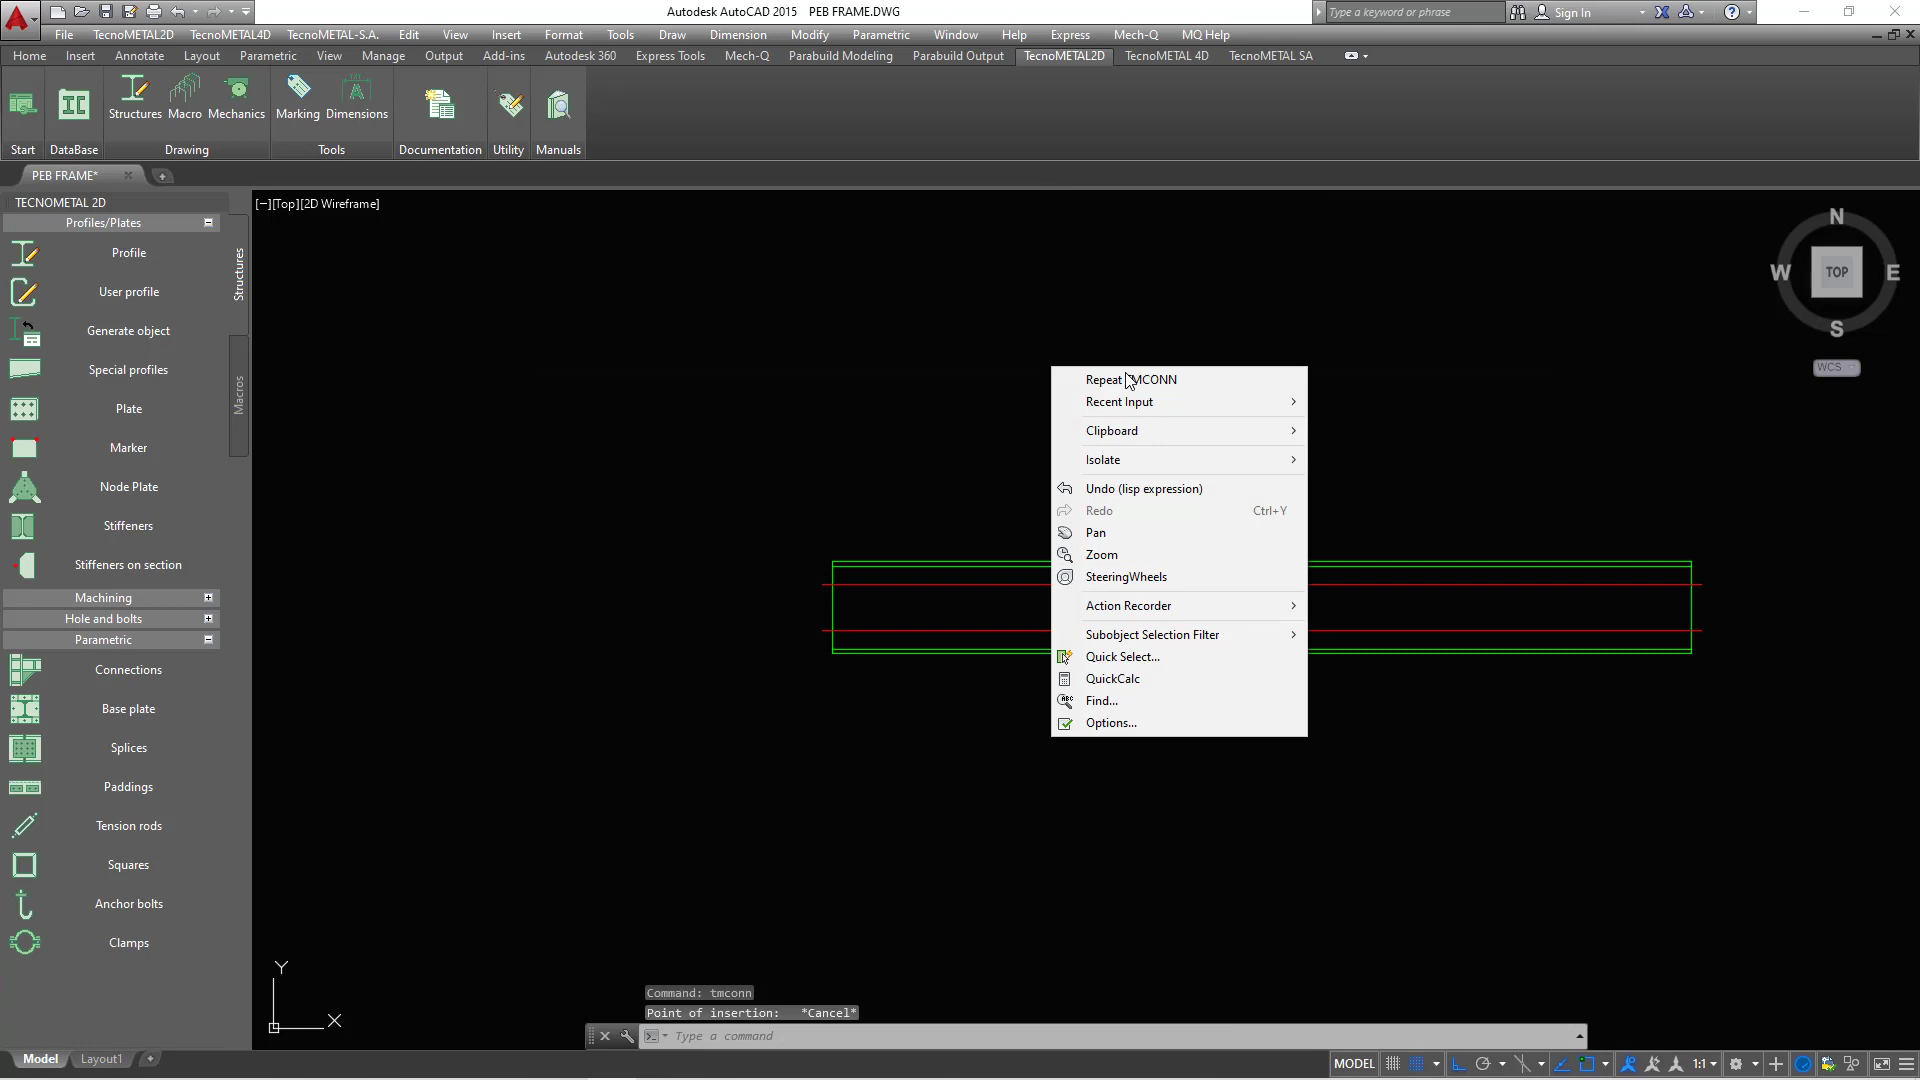 Autodesk AutoCAD 2015 PEB FRAME.DWG
Type a keyword or phrase
Sign In
File TecnoMETAL2D TecnoMETAL4D TecnoMETAL-S.A. Edit View Insert Format Tools Draw Dimension Modify Parametric Window Help Express Mech-Q MQ Help
Home Insert Annotate Layout Parametric View Manage Output Add-ins Autodesk 360 Express Tools Mech-Q Parabuild Modeling Parabuild Output TecnoMETAL2D TecnoMETAL 4D TecnoMETAL SA
Structures Macro Mechanics Marking Dimensions
Start DataBase Drawing Tools Documentation Utility Manuals
PEB FRAME*
TECNOMETAL 2D
Profiles/Plates
Profile
User profile
Generate object
Special profiles
Plate
Marker
Node Plate
Stiffeners
Stiffeners on section
Machining
Hole and bolts
Parametric
Connections
Base plate
Splices
Paddings
Tension rods
Squares
Anchor bolts
Clamps
Structures
Macros
[−][Top][2D Wireframe]
N
W TOP E
S
WCS
Repeat MCONN
Recent Input
Clipboard
Isolate
Undo (lisp expression)
Redo Ctrl+Y
Pan
Zoom
SteeringWheels
Action Recorder
Subobject Selection Filter
Quick Select...
QuickCalc
Find...
Options...
Y
X
Command: tmconn
Point of insertion: *Cancel*
Type a command
Model Layout1
MODEL 1:1